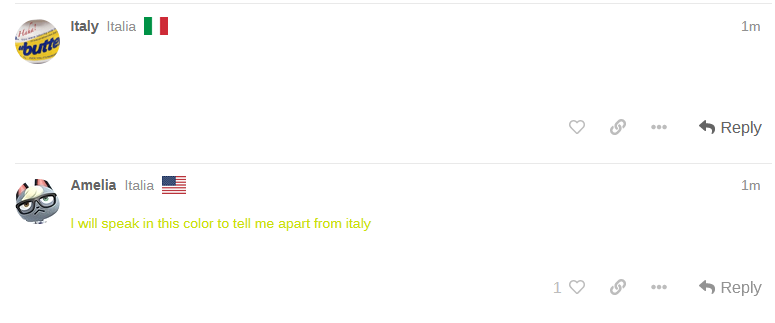 Italy Italia 1m
Reply
Amelia Italia 1m
I will speak in this color to tell me apart from italy
1 Reply